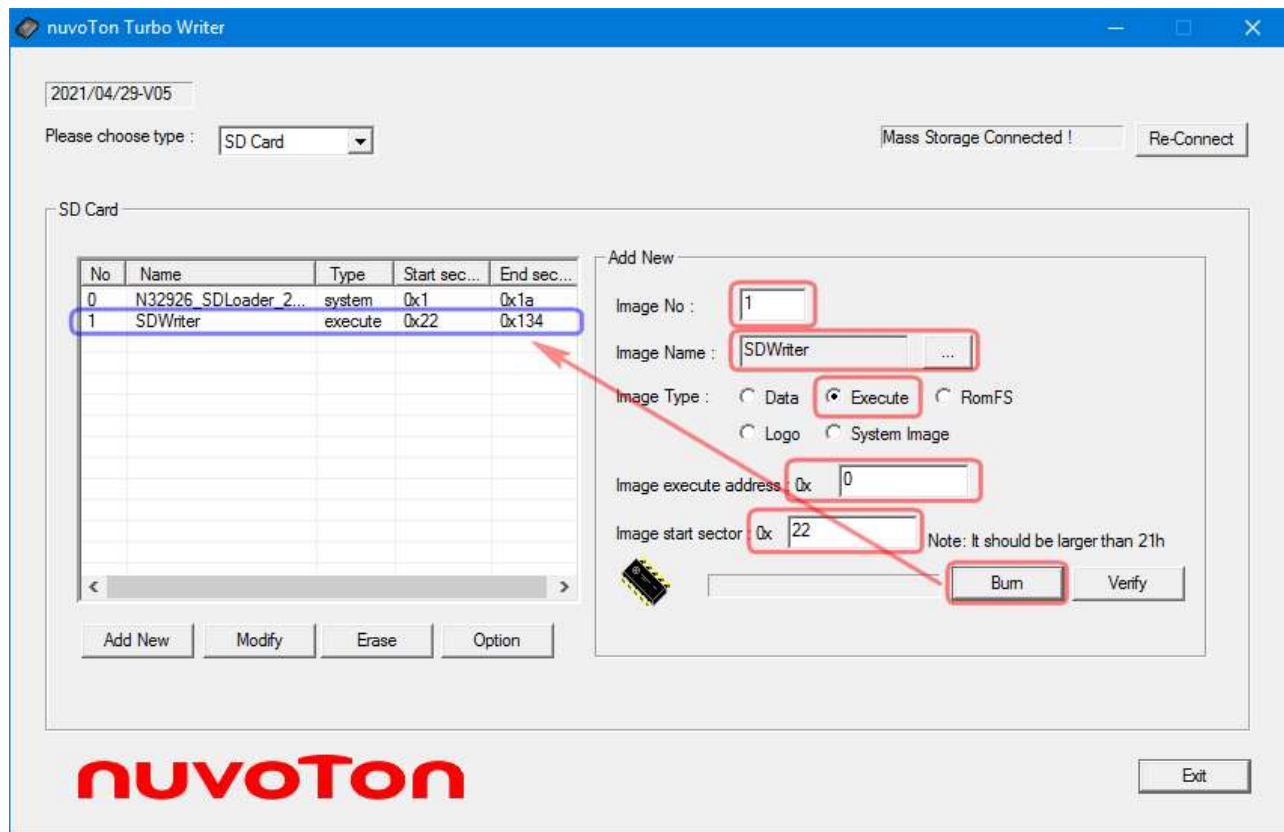 nuvoTon Turbo Writer
2021/04/29-V05
Please choose type : SD Card
Mass Storage Connected ! Re-Connect
SD Card
No Name Type Start sec... End sec...
0 N32926_SDLoader_2... system 0x1 0x1a
1 SDWriter execute 0x22 0x134
Add New Modify Erase Option
Add New
Image No : 1
Image Name : SDWriter ...
Image Type : Data Execute RomFS
Logo System Image
Image execute address : 0x 0
Image start sector : 0x 22 Note: It should be larger than 21h
Burn Verify
nuvoTon
Exit